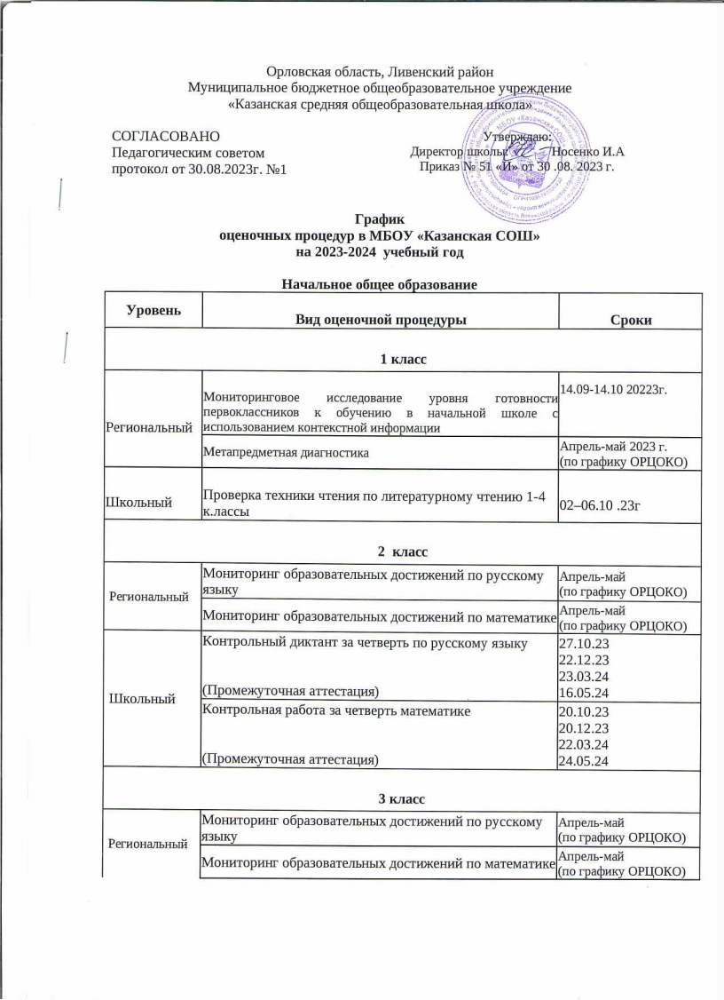 Орловская область, Ливенский район
Муниципальное бюджетное общеобразовательное учреждение
«Казанская средняя общеобразовательная школа»
СОГЛАСОВАНО
Педагогическим советом
протокол от 30.08.2023г. №1
Утверждаю:
Директор школы: Носенко И.А
Приказ № 51 «И» от 30 .08. 2023 г.
МБОУ «Казанская СОШ»
График
оценочных процедур в МБОУ «Казанская СОШ»
на 2023-2024 учебный год
Начальное общее образование
Уровень
Вид оценочной процедуры
Сроки
1 класс
Региональный
Мониторинговое исследование уровня готовности
первоклассников к обучению в начальной школе с
использованием контекстной информации
14.09-14.10 20223г.
Метапредметная диагностика
Апрель-май 2023 г.
(по графику ОРЦОКО)
Школьный
Проверка техники чтения по литературному чтению 1-4
к.лассы
02–06.10 .23г
2 класс
Региональный
Мониторинг образовательных достижений по русскому
языку
Апрель-май
(по графику ОРЦОКО)
Мониторинг образовательных достижений по математике
Апрель-май
(по графику ОРЦОКО)
Школьный
Контрольный диктант за четверть по русскому языку
(Промежуточная аттестация)
27.10.23
22.12.23
23.03.24
16.05.24
Контрольная работа за четверть математике
(Промежуточная аттестация)
20.10.23
20.12.23
22.03.24
24.05.24
3 класс
Региональный
Мониторинг образовательных достижений по русскому
языку
Апрель-май
(по графику ОРЦОКО)
Мониторинг образовательных достижений по математике
Апрель-май
(по графику ОРЦОКО)